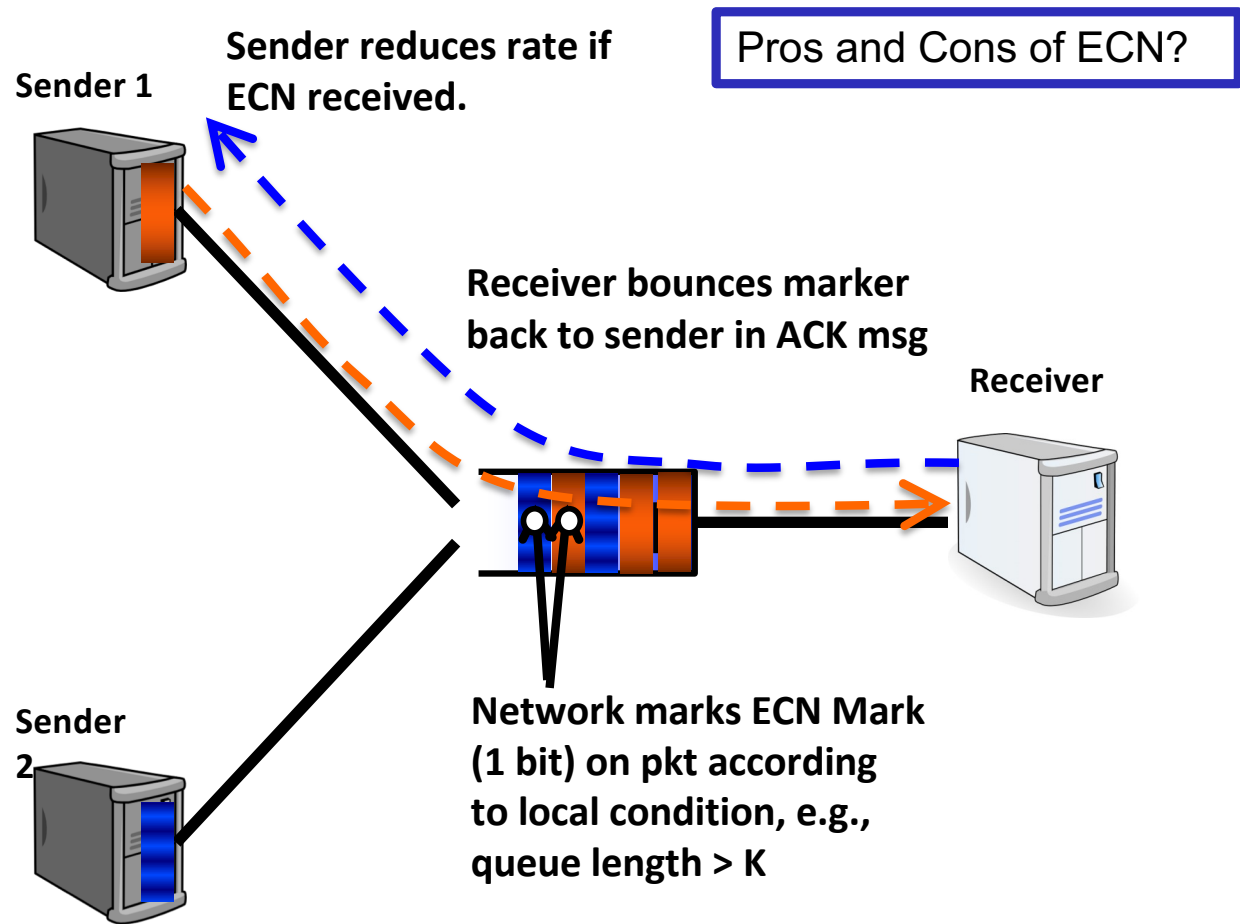 Pros and Cons of ECN?
Sender reduces rate if
ECN received.
Sender 1
Receiver bounces marker
back to sender in ACK msg
Receiver
Network marks ECN Mark
(1 bit) on pkt according
to local condition, e.g.,
queue length > K
Sender
2